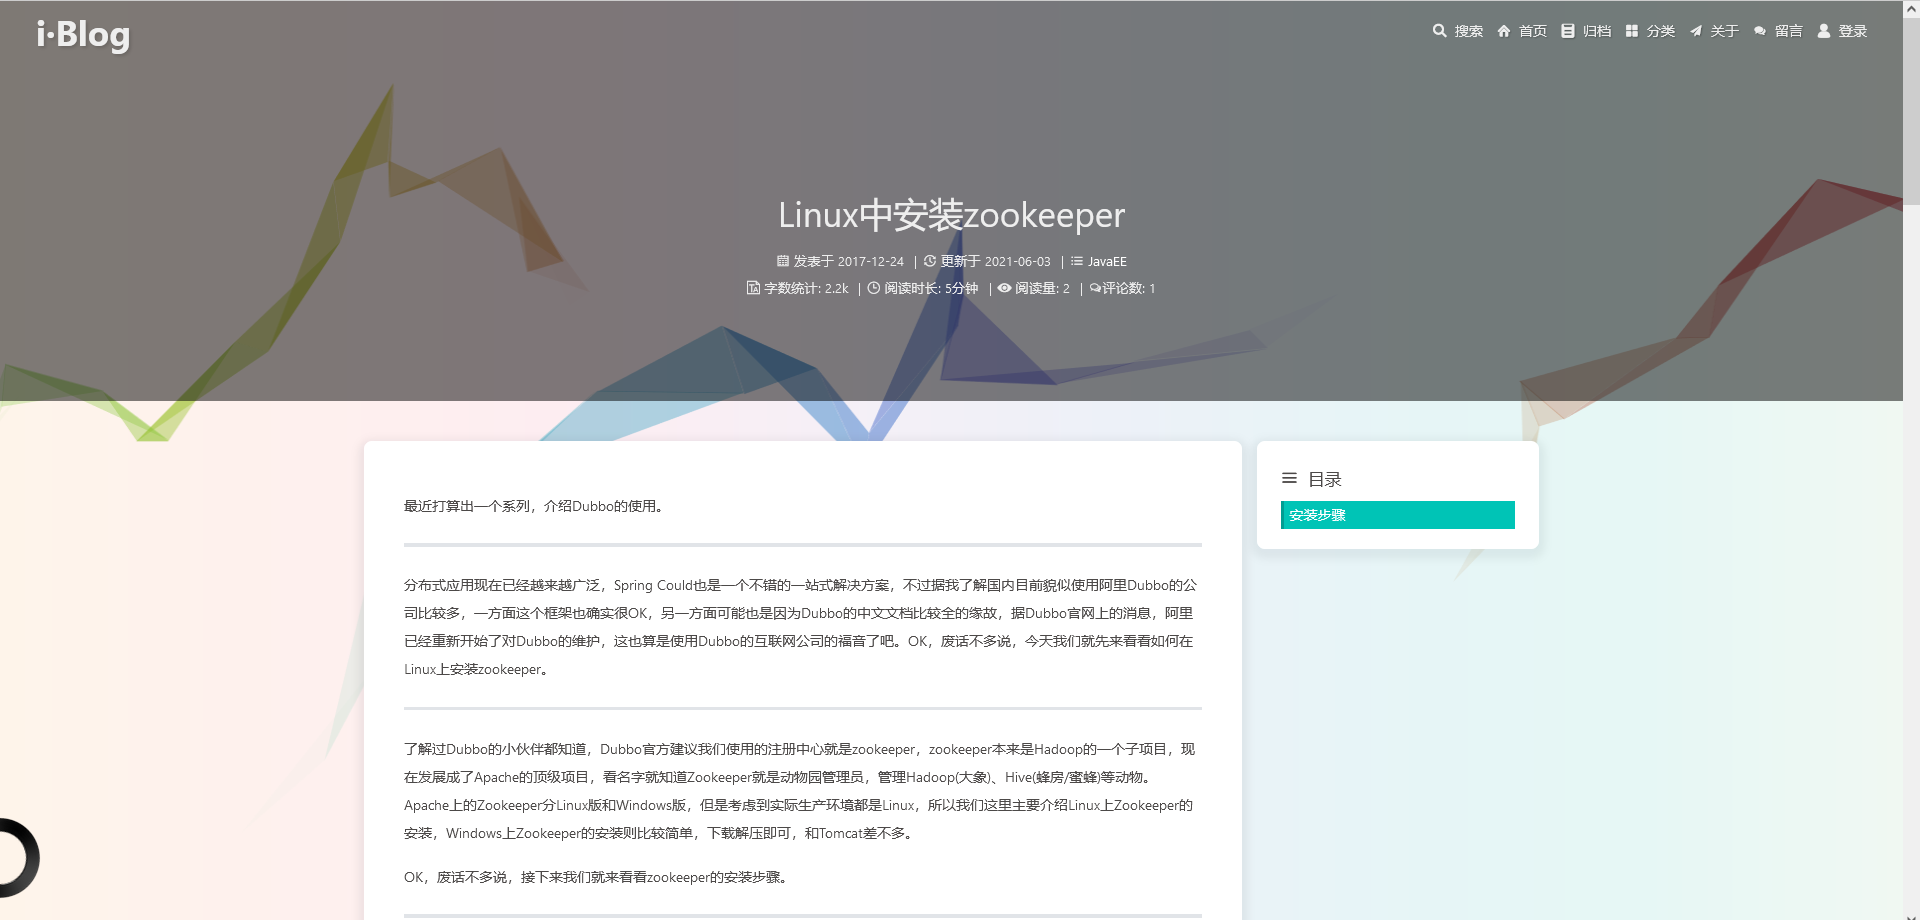 i·Blog
搜索 首页 归档 分类 关于 留言 登录
Linux中安装zookeeper
发表于 2017-12-24 | 更新于 2021-06-03 | JavaEE
字数统计: 2.2k | 阅读时长: 5分钟 | 阅读量: 2 | 评论数: 1
目录
安装步骤
最近打算出一个系列，介绍Dubbo的使用。
分布式应用现在已经越来越广泛，Spring Could也是一个不错的一站式解决方案，不过据我了解国内目前貌似使用阿里Dubbo的公
司比较多，一方面这个框架也确实很OK，另一方面可能也是因为Dubbo的中文文档比较全的缘故，据Dubbo官网上的消息，阿里
已经重新开始了对Dubbo的维护，这也算是使用Dubbo的互联网公司的福音了吧。OK，废话不多说，今天我们就先来看看如何在
Linux上安装zookeeper。
了解过Dubbo的小伙伴都知道，Dubbo官方建议我们使用的注册中心就是zookeeper，zookeeper本来是Hadoop的一个子项目，现
在发展成了Apache的顶级项目，看名字就知道Zookeeper就是动物园管理员，管理Hadoop(大象)、Hive(蜂房/蜜蜂)等动物。
Apache上的Zookeeper分Linux版和Windows版，但是考虑到实际生产环境都是Linux，所以我们这里主要介绍Linux上Zookeeper的
安装，Windows上Zookeeper的安装则比较简单，下载解压即可，和Tomcat差不多。
OK，废话不多说，接下来我们就来看看zookeeper的安装步骤。